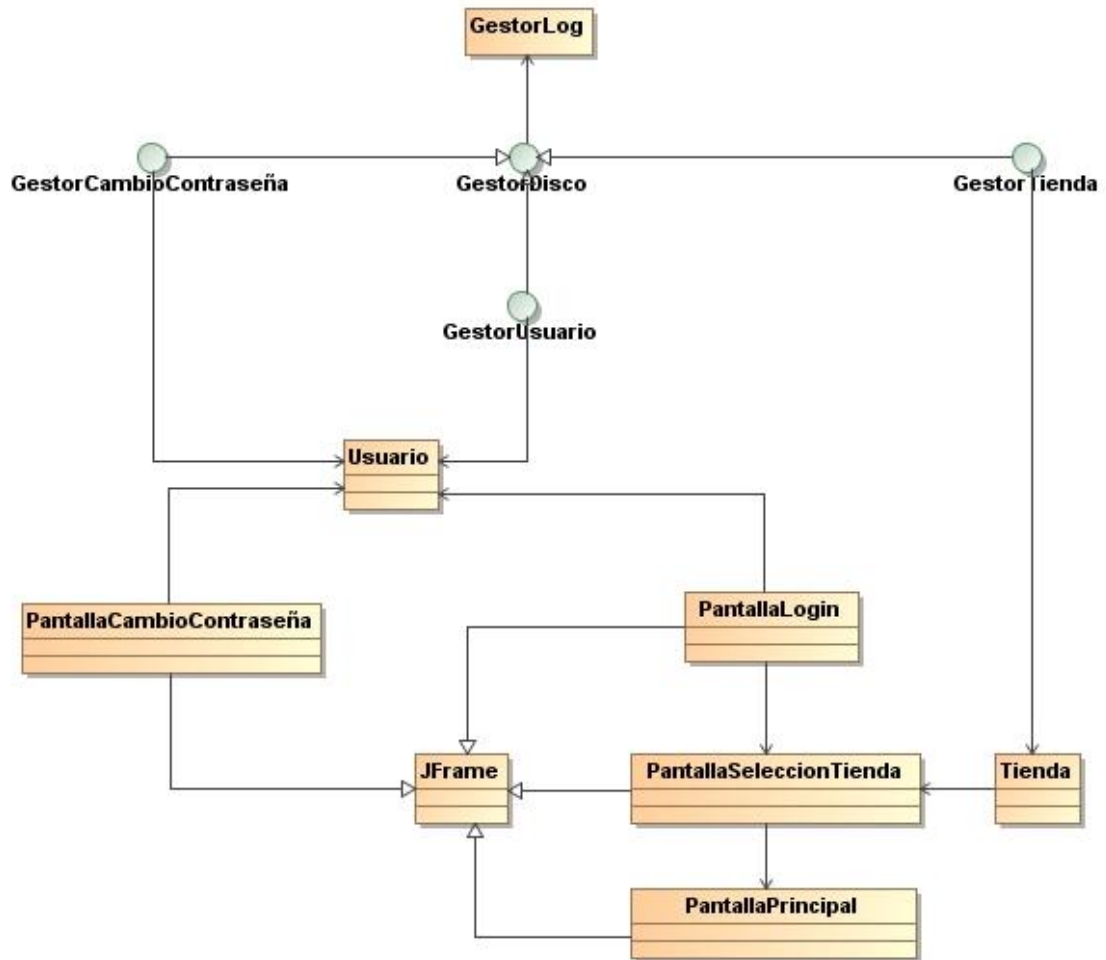 GestorLog
GestorCambioContraseña
GestorDisco
GestorTienda
GestorUsuario
Usuario
PantallaCambioContraseña
PantallaLogin
JFrame
PantallaSeleccionTienda
Tienda
PantallaPrincipal